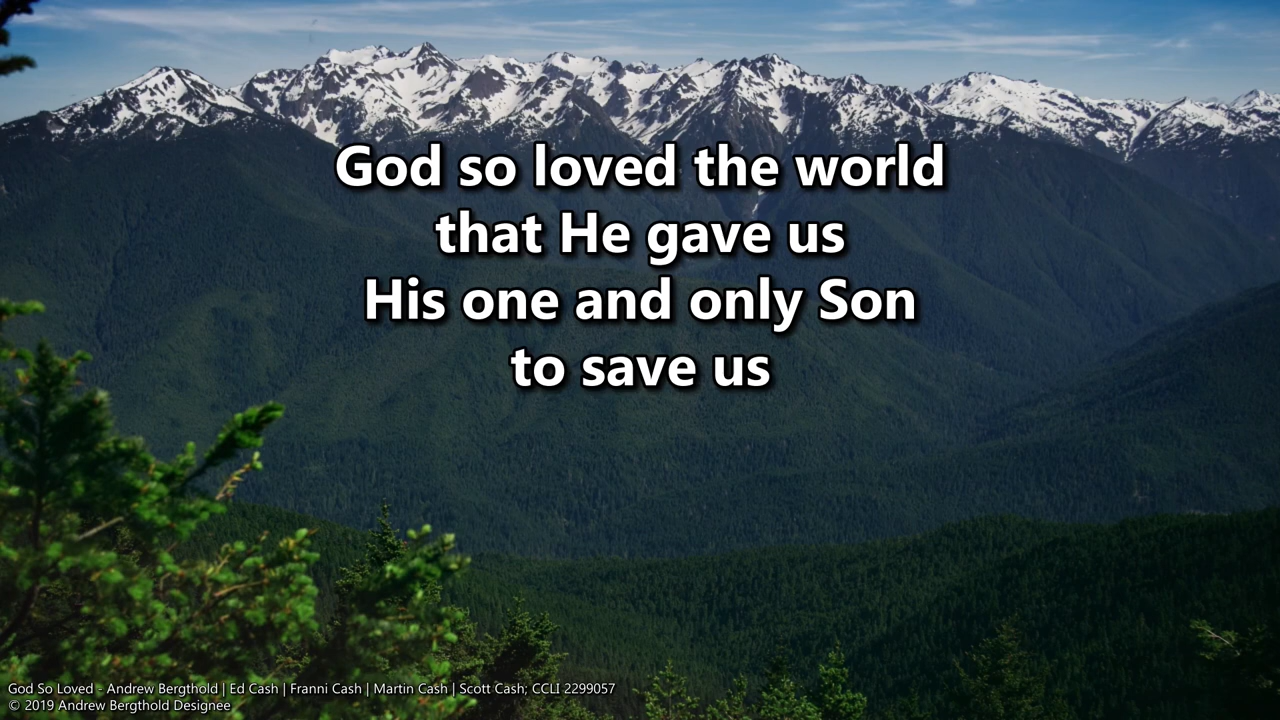 God so loved the world
that He gave us
His one and only Son
to save us
God So Loved - Andrew Bergthold | Ed Cash | Franni Cash | Martin Cash | Scott Cash; CCLI 2299057
© 2019 Andrew Bergthold Designee